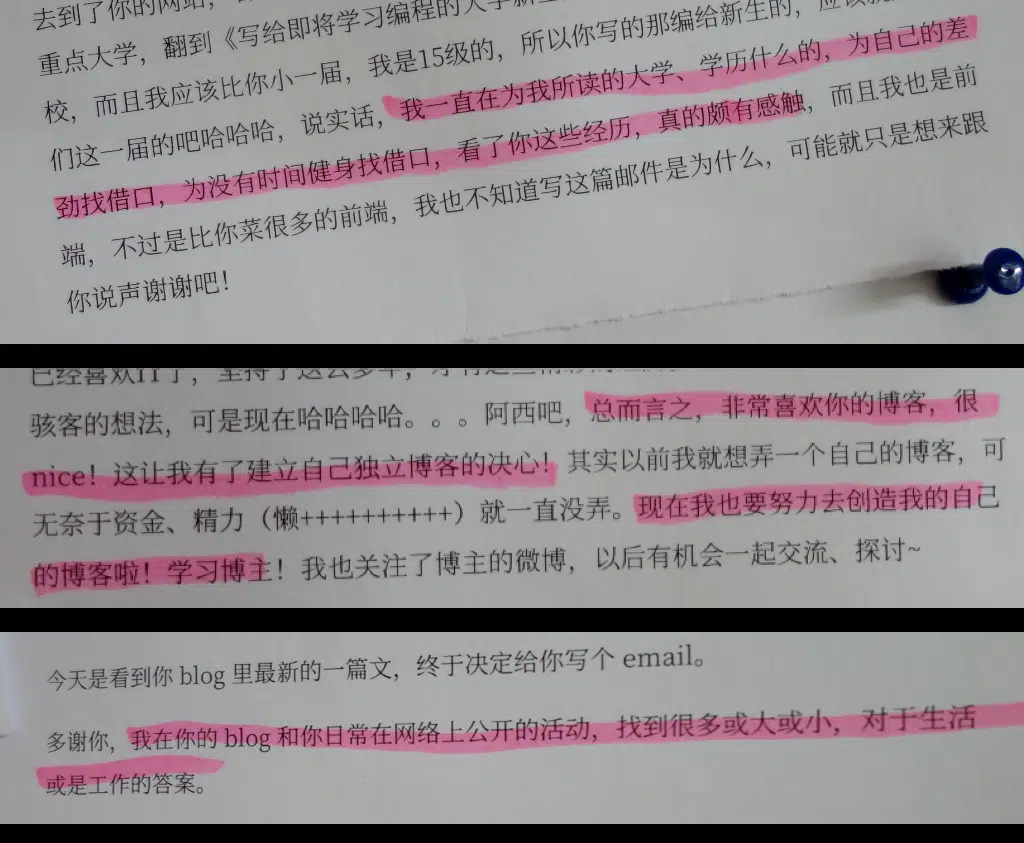 去到了你的网站，
重点大学，翻到《写给即将学习编程的大学新生
校，而且我应该比你小一届，我是15级的，所以你写的那编给新生的，应该就
们这一届的吧哈哈哈，说实话，我一直在为我所读的大学、学历什么的，为自己的差
劲找借口，为没有时间健身找借口，看了你这些经历，真的颇有感触，而且我也是前
端，不过是比你菜很多的前端，我也不知道写这篇邮件是为什么，可能就只是想来跟
你说声谢谢吧！
已经喜欢IT了，坚持了这么多年，
骇客的想法，可是现在哈哈哈哈。。。阿西吧，总而言之，非常喜欢你的博客，很
nice！这让我有了建立自己独立博客的决心！其实以前我就想弄一个自己的博客，可
无奈于资金、精力（懒++++++++++）就一直没弄。现在我也要努力去创造我的自己
的博客啦！学习博主！我也关注了博主的微博，以后有机会一起交流、探讨~
今天是看到你 blog 里最新的一篇文，终于决定给你写个 email。
多谢你，我在你的 blog 和你日常在网络上公开的活动，找到很多或大或小，对于生活
或是工作的答案。